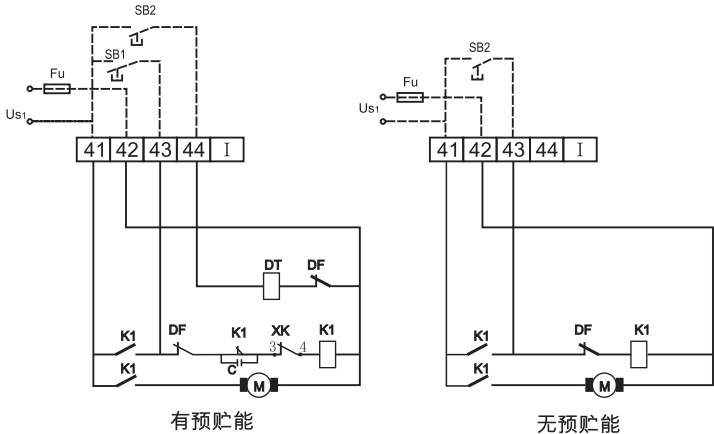 SB2
SB1
Fu
Us1
41 42 43 44 I
DT DF
K1 DF K1 XK K1
3 4
C
K1
M
有预贮能
SB2
Fu
Us1
41 42 43 44 I
K1 DF K1
K1
M
无预贮能